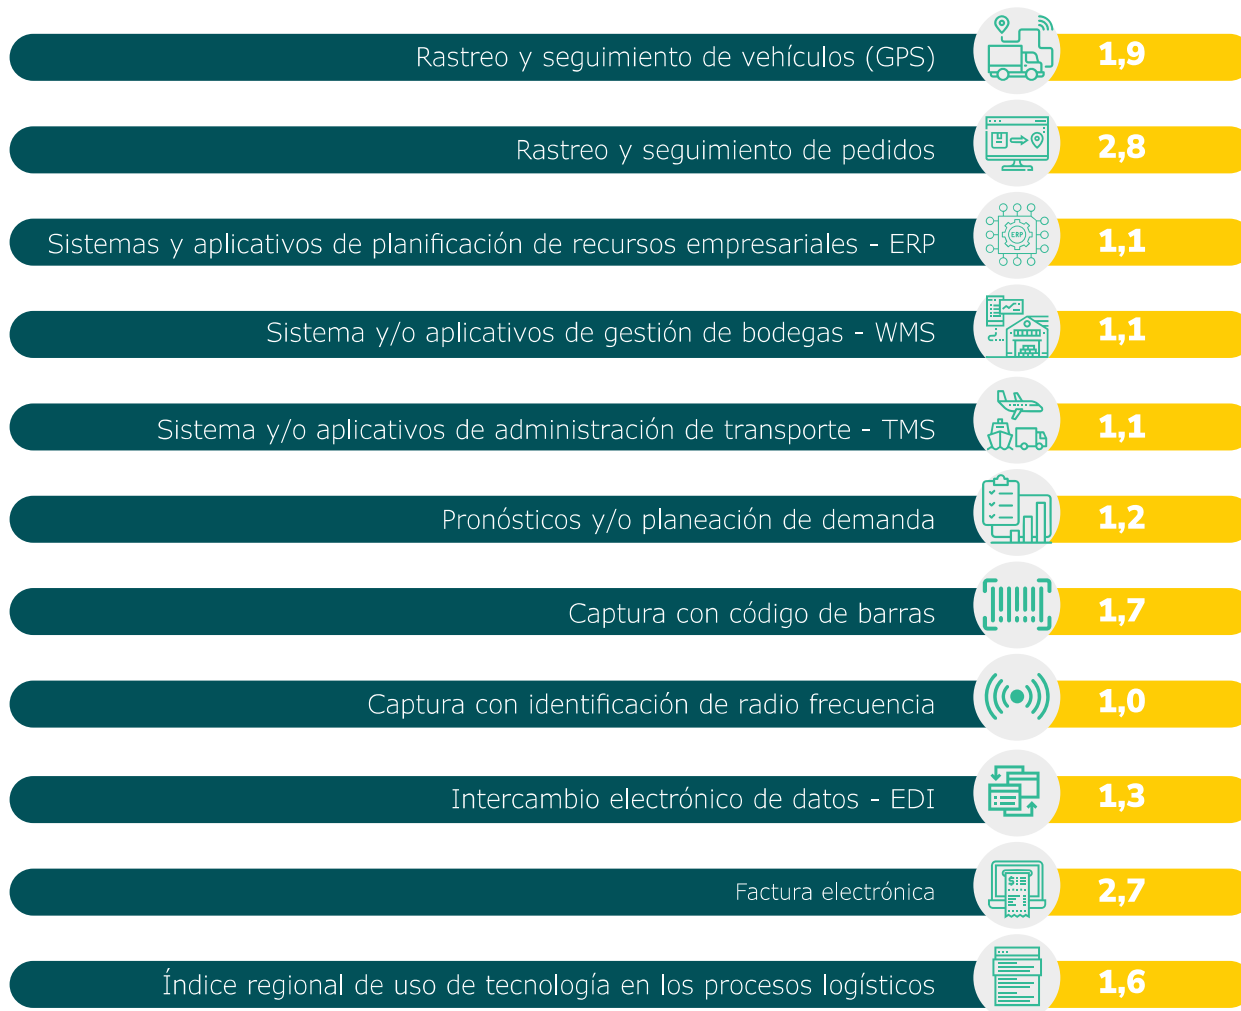 Rastreo y seguimiento de vehículos (GPS) 1,9
Rastreo y seguimiento de pedidos 2,8
Sistemas y aplicativos de planificación de recursos empresariales - ERP ERP 1,1
Sistema y/o aplicativos de gestión de bodegas - WMS 1,1
Sistema y/o aplicativos de administración de transporte - TMS 1,1
Pronósticos y/o planeación de demanda 1,2
Captura con código de barras 1,7
Captura con identificación de radio frecuencia 1,0
Intercambio electrónico de datos - EDI 1,3
Factura electrónica $ 2,7
Índice regional de uso de tecnología en los procesos logísticos 1,6